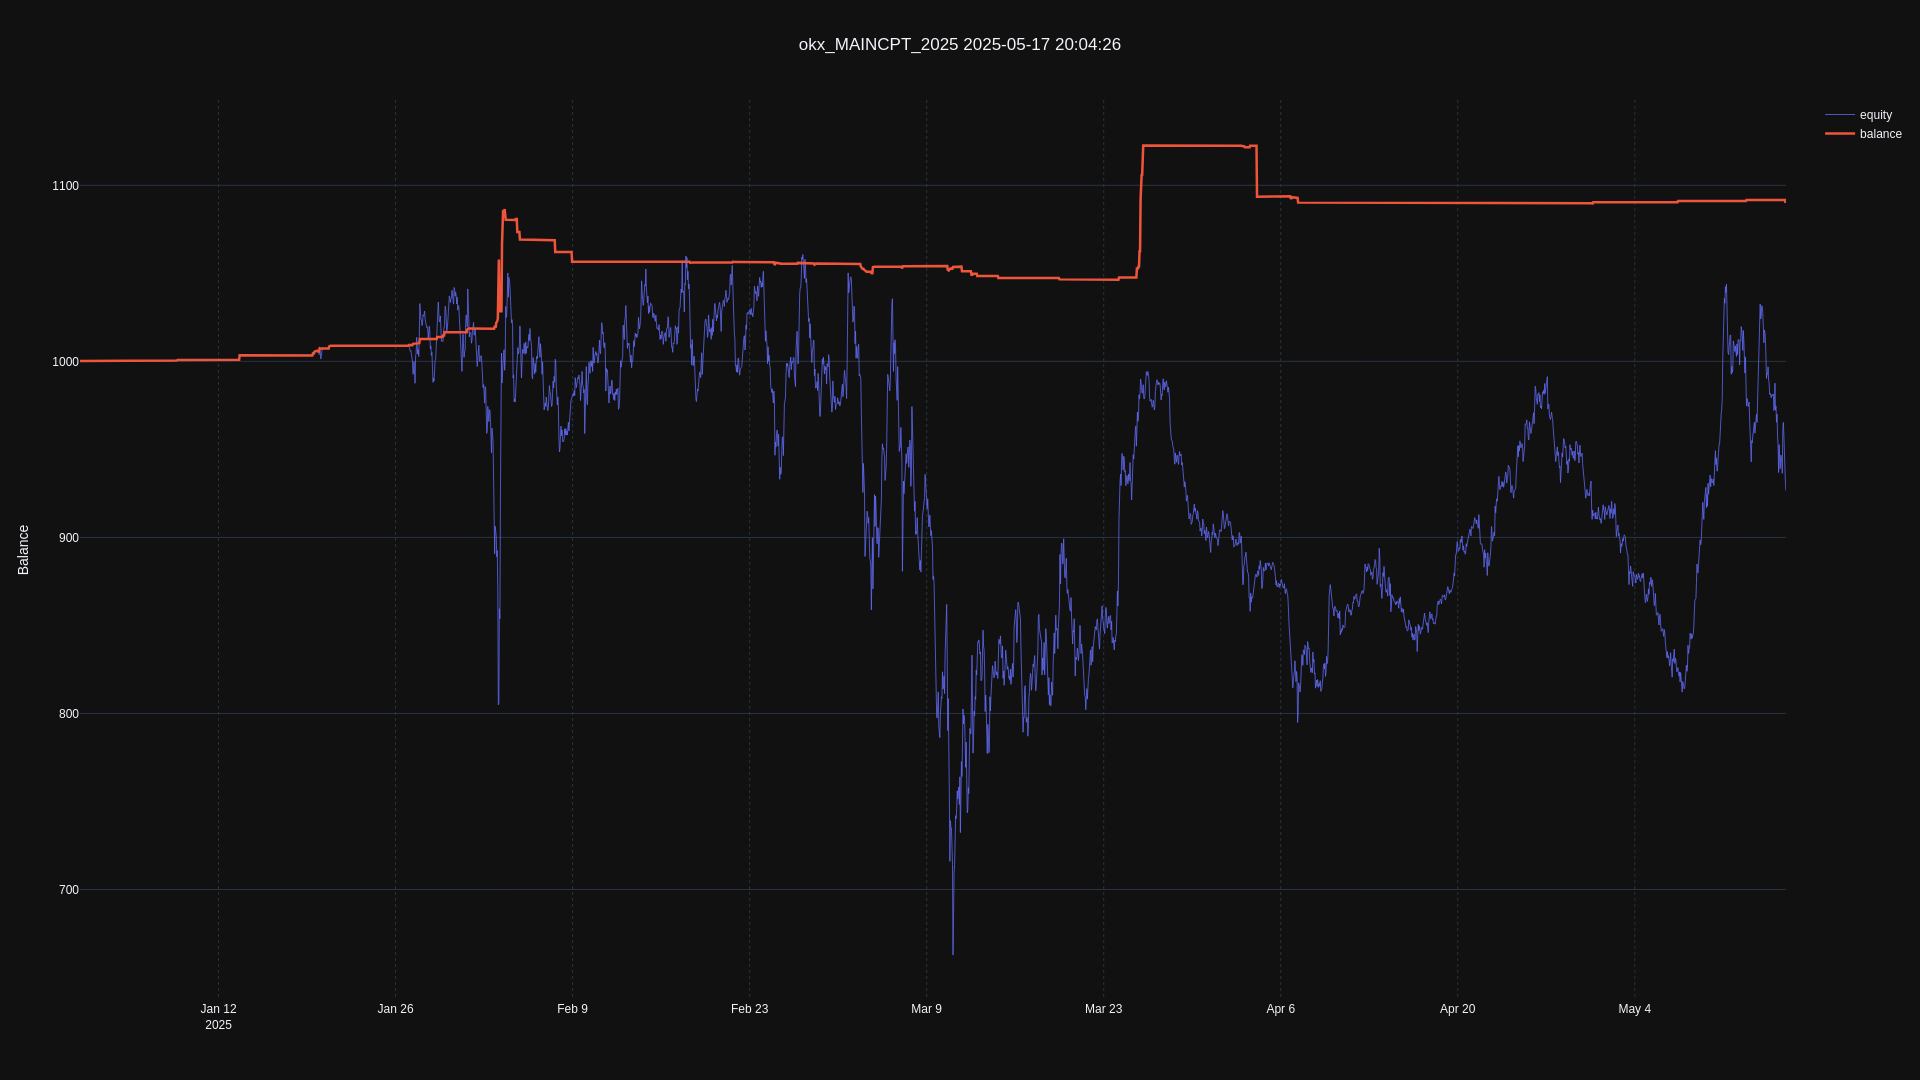 okx_MAINCPT_2025 2025-05-17 20:04:26
equity
balance
Balance
1100
1000
900
800
700
Jan 12
2025
Jan 26
Feb 9
Feb 23
Mar 9
Mar 23
Apr 6
Apr 20
May 4